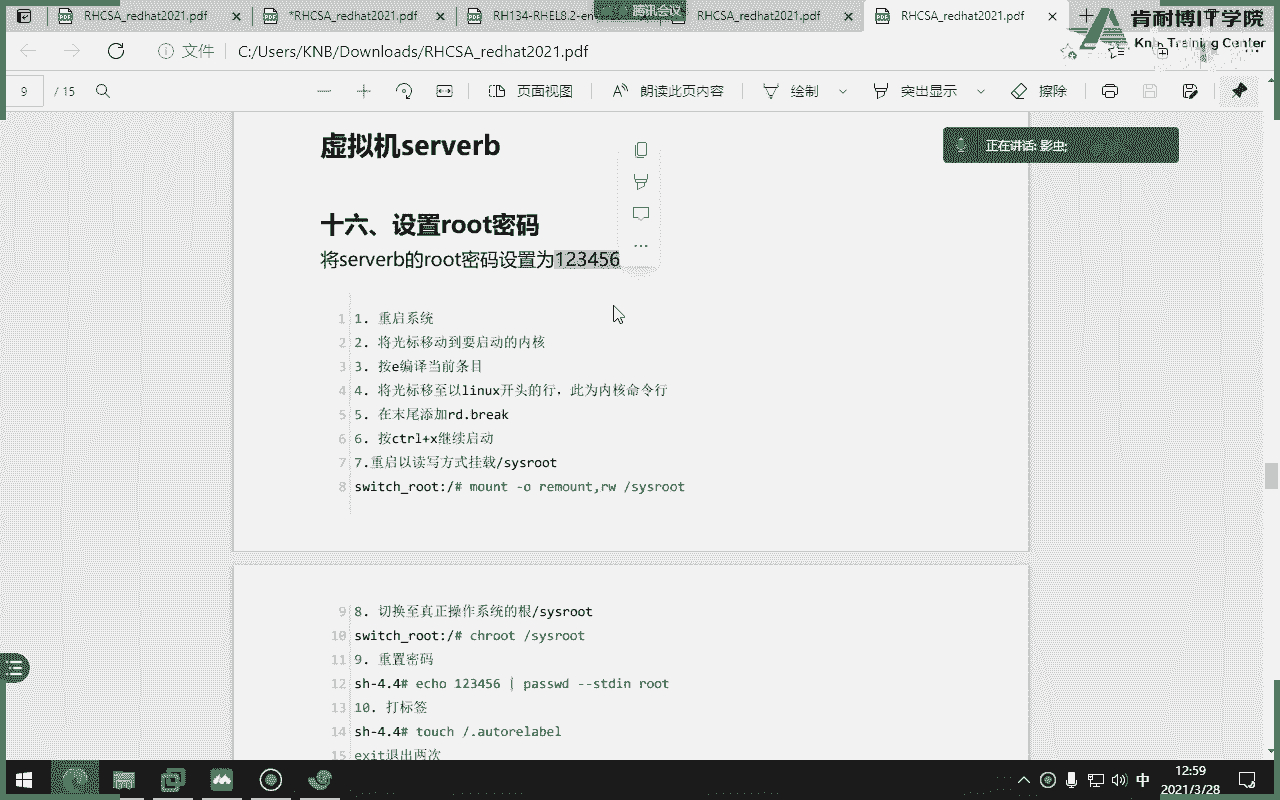 RHCSA_redhat2021.pdf
*RHCSA_redhat2021.pdf
RH134-RHEL8.2-en
腾讯会议
RHCSA_redhat2021.pdf
RHCSA_redhat2021.pdf
肯耐博IT学院
Training Center
文件
C:/Users/KNB/Downloads/RHCSA_redhat2021.pdf
9
/ 15
页面视图
朗读此页内容
绘制
突出显示
擦除
虚拟机serverb
正在讲话: 影虫;
十六、设置root密码
将serverb的root密码设置为123456
1 1. 重启系统
2 2. 将光标移动到要启动的内核
3 3. 按e编译当前条目
4 4. 将光标移至以linux开头的行，此为内核命令行
5 5. 在末尾添加rd.break
6 6. 按ctrl+x继续启动
7 7.重启以读写方式挂载/sysroot
8 switch_root:/# mount -o remount,rw /sysroot
9 8. 切换至真正操作系统的根/sysroot
10 switch_root:/# chroot /sysroot
11 9. 重置密码
12 sh-4.4# echo 123456 | passwd --stdin root
13 10. 打标签
14 sh-4.4# touch /.autorelabel
15 exit退出两次
中
12:59
2021/3/28